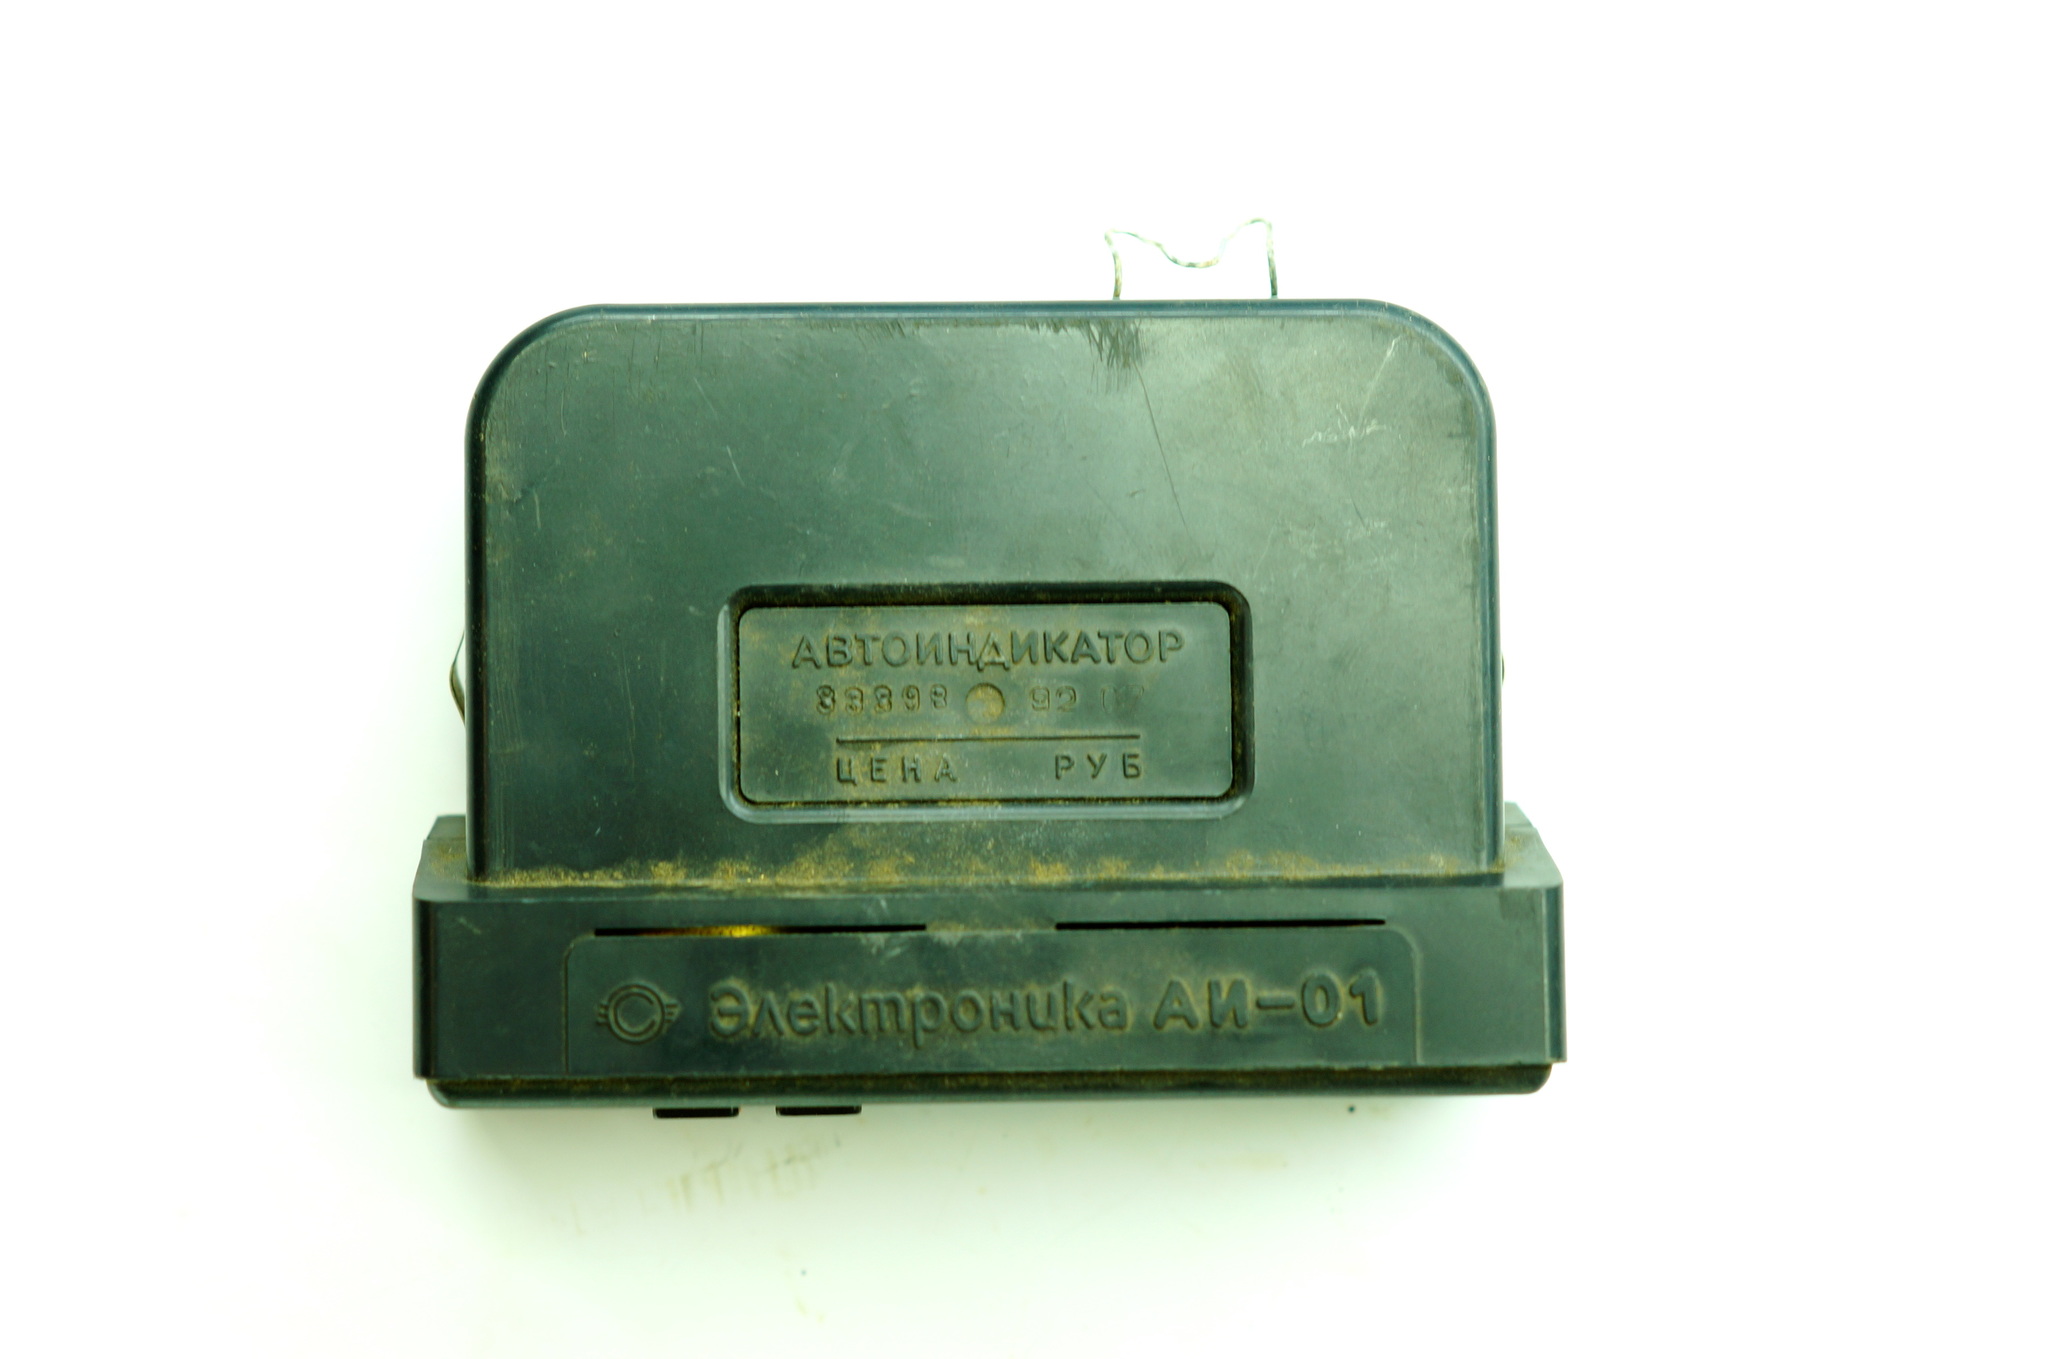 АВТОИНДИКАТОР
ЦЕНА РУБ
Электроника АИ-01